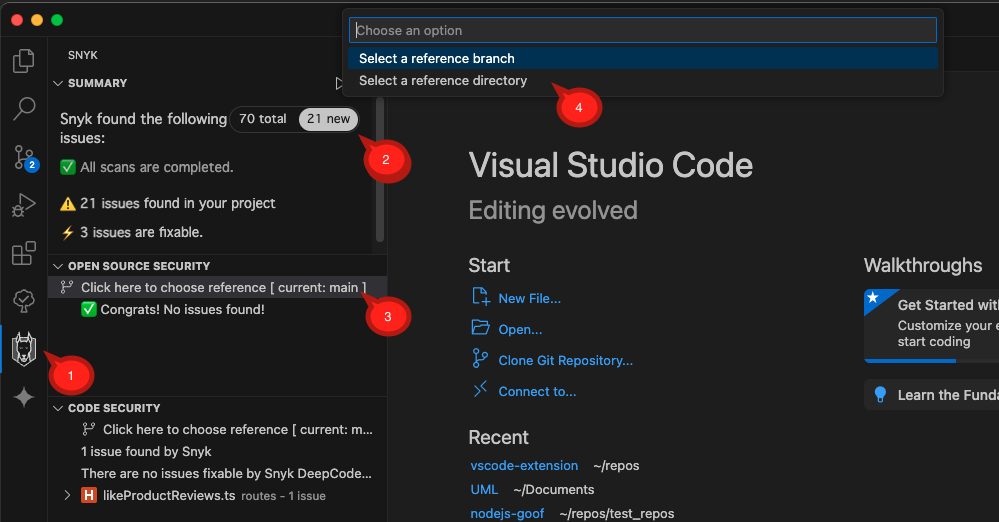 Choose an option
Select a reference branch
Select a reference directory
4
SNYK
SUMMARY
Snyk found the following
issues:
70 total
21 new
2
All scans are completed.
21 issues found in your project
3 issues are fixable.
OPEN SOURCE SECURITY
Click here to choose reference [ current: main ]
3
Congrats! No issues found!
2
1
CODE SECURITY
Click here to choose reference [ current: m...
1 issue found by Snyk
There are no issues fixable by Snyk DeepCode...
H likeProductReviews.ts routes - 1 issue
Visual Studio Code
Editing evolved
Start
New File...
Open...
Clone Git Repository...
Connect to...
Recent
vscode-extension ~/repos
UML ~/Documents
nodejs-goof ~/repos/test_repos
Walkthroughs
Get Started with
Customize your e
start coding
Learn the Funda